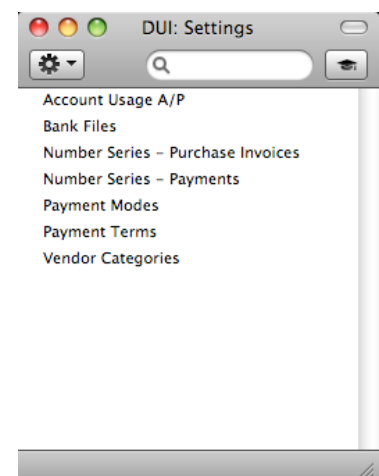 DUI: Settings
Account Usage A/P
Bank Files
Number Series – Purchase Invoices
Number Series – Payments
Payment Modes
Payment Terms
Vendor Categories